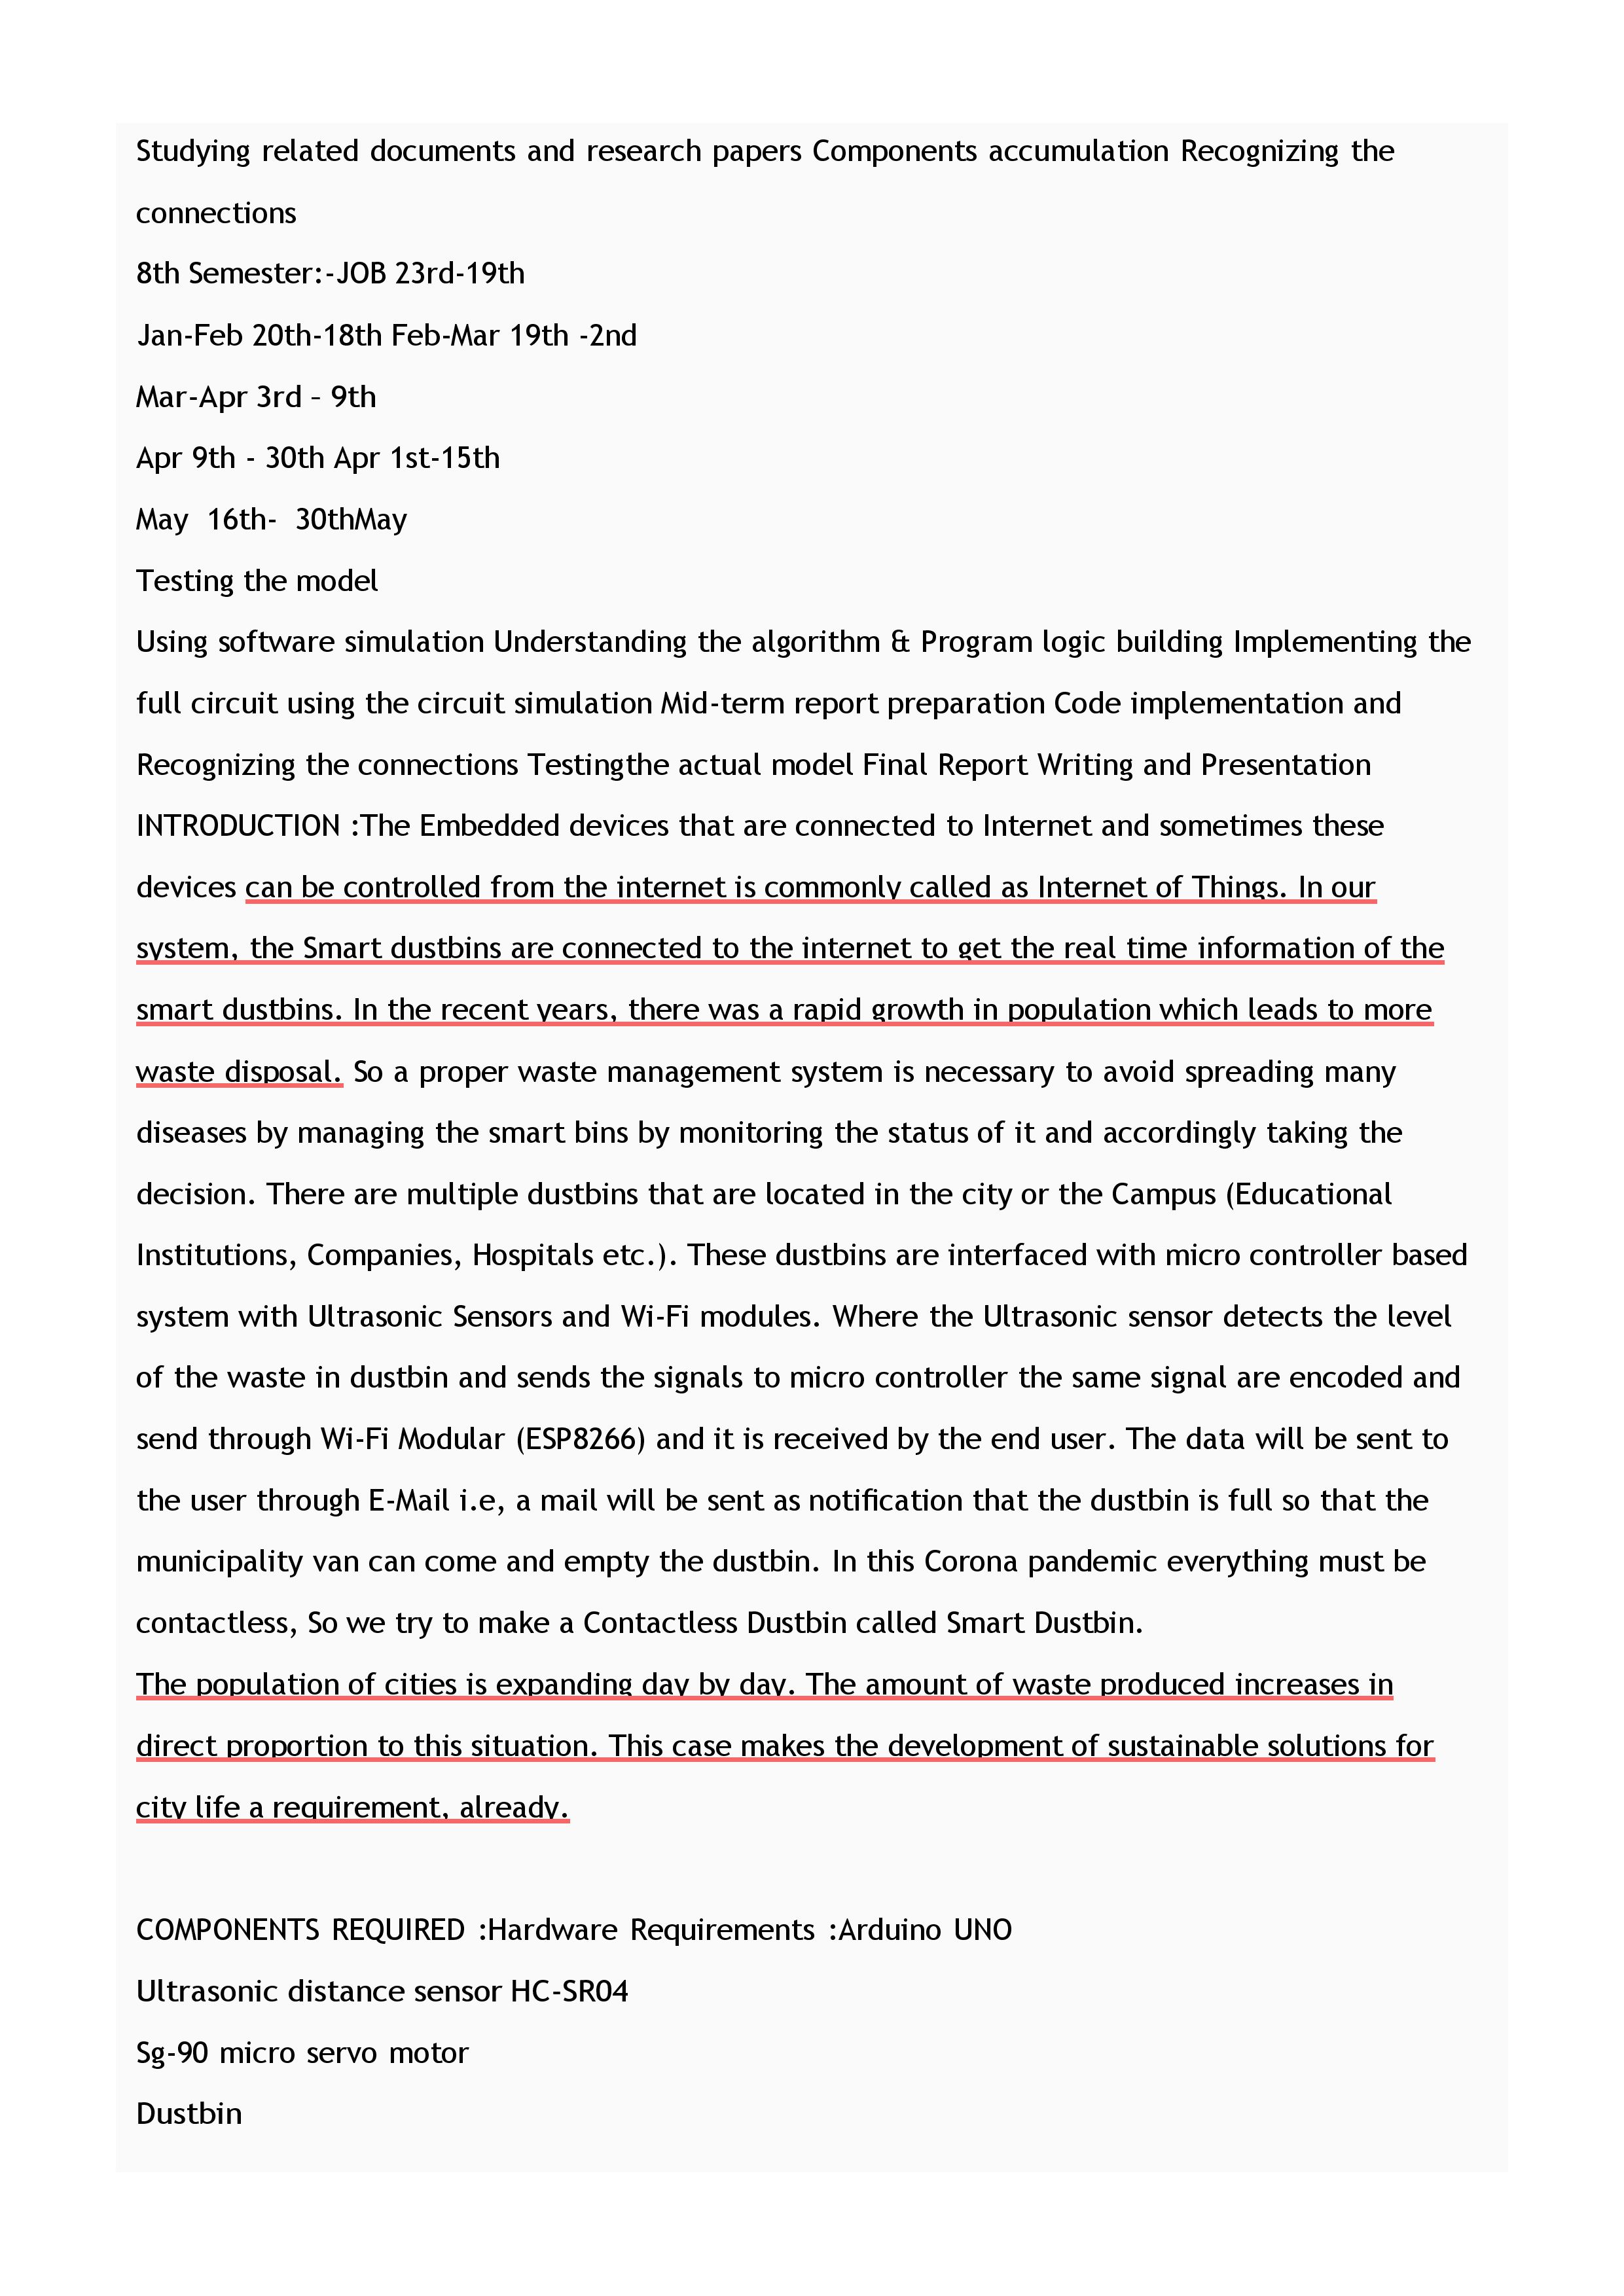 Studying related documents and research papers Components accumulation Recognizing the
connections
8th Semester:-JOB 23rd-19th
Jan-Feb 20th-18th Feb-Mar 19th -2nd
Mar-Apr 3rd – 9th
Apr 9th - 30th Apr 1st-15th
May 16th- 30thMay
Testing the model
Using software simulation Understanding the algorithm & Program logic building Implementing the
full circuit using the circuit simulation Mid-term report preparation Code implementation and
Recognizing the connections Testingthe actual model Final Report Writing and Presentation
INTRODUCTION :The Embedded devices that are connected to Internet and sometimes these
devices can be controlled from the internet is commonly called as Internet of Things. In our
system, the Smart dustbins are connected to the internet to get the real time information of the
smart dustbins. In the recent years, there was a rapid growth in population which leads to more
waste disposal. So a proper waste management system is necessary to avoid spreading many
diseases by managing the smart bins by monitoring the status of it and accordingly taking the
decision. There are multiple dustbins that are located in the city or the Campus (Educational
Institutions, Companies, Hospitals etc.). These dustbins are interfaced with micro controller based
system with Ultrasonic Sensors and Wi-Fi modules. Where the Ultrasonic sensor detects the level
of the waste in dustbin and sends the signals to micro controller the same signal are encoded and
send through Wi-Fi Modular (ESP8266) and it is received by the end user. The data will be sent to
the user through E-Mail i.e, a mail will be sent as notification that the dustbin is full so that the
municipality van can come and empty the dustbin. In this Corona pandemic everything must be
contactless, So we try to make a Contactless Dustbin called Smart Dustbin.
The population of cities is expanding day by day. The amount of waste produced increases in
direct proportion to this situation. This case makes the development of sustainable solutions for
city life a requirement, already.
COMPONENTS REQUIRED :Hardware Requirements :Arduino UNO
Ultrasonic distance sensor HC-SR04
Sg-90 micro servo motor
Dustbin